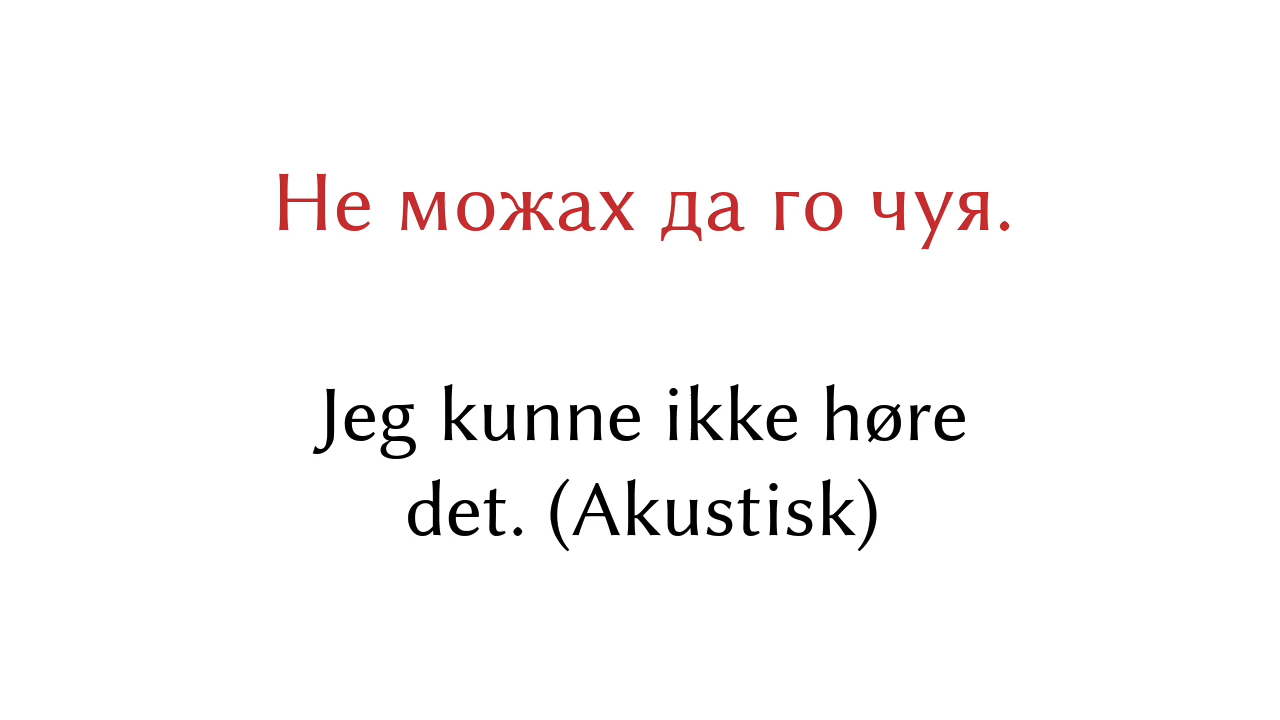 Не можах да го чуя.
Jeg kunne ikke høre
det. (Akustisk)